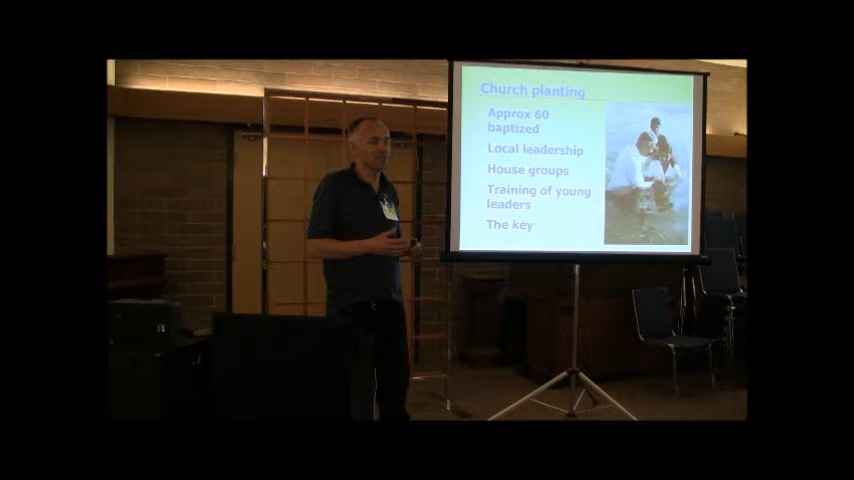 Church planting
Approx 60
baptized
Local leadership
House groups
Training of young
leaders
The key